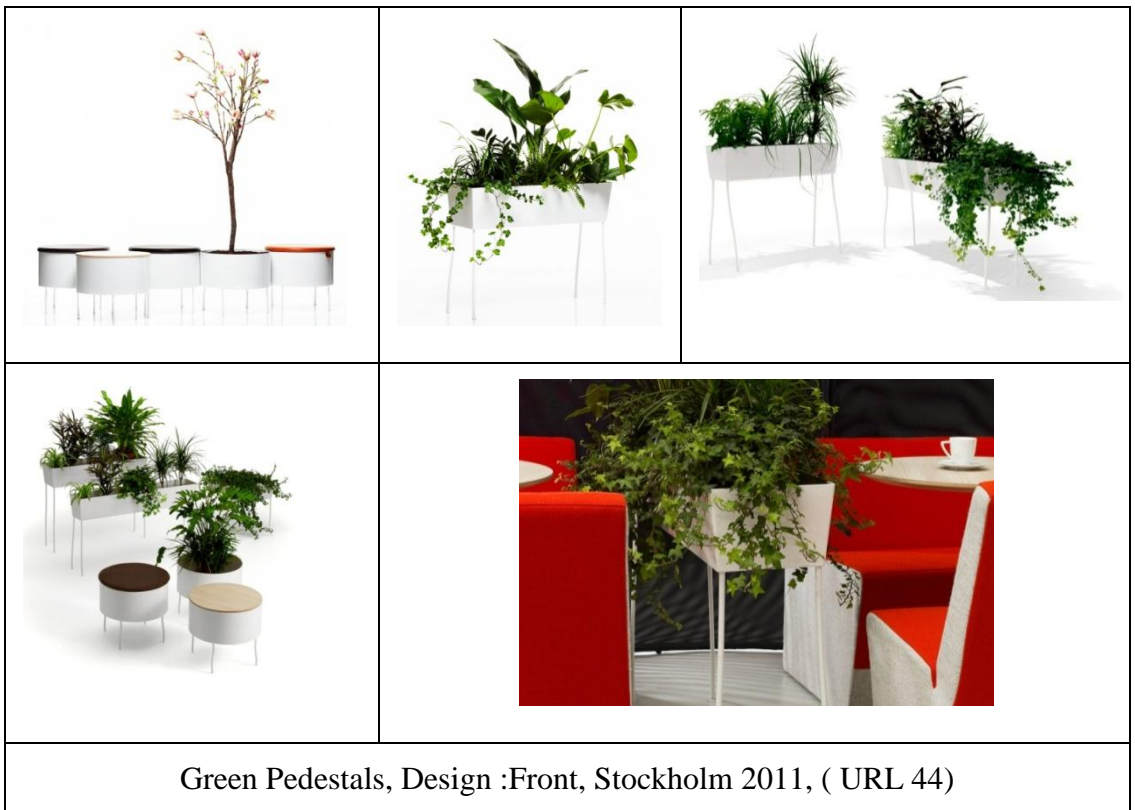 Green Pedestals, Design :Front, Stockholm 2011, ( URL 44)